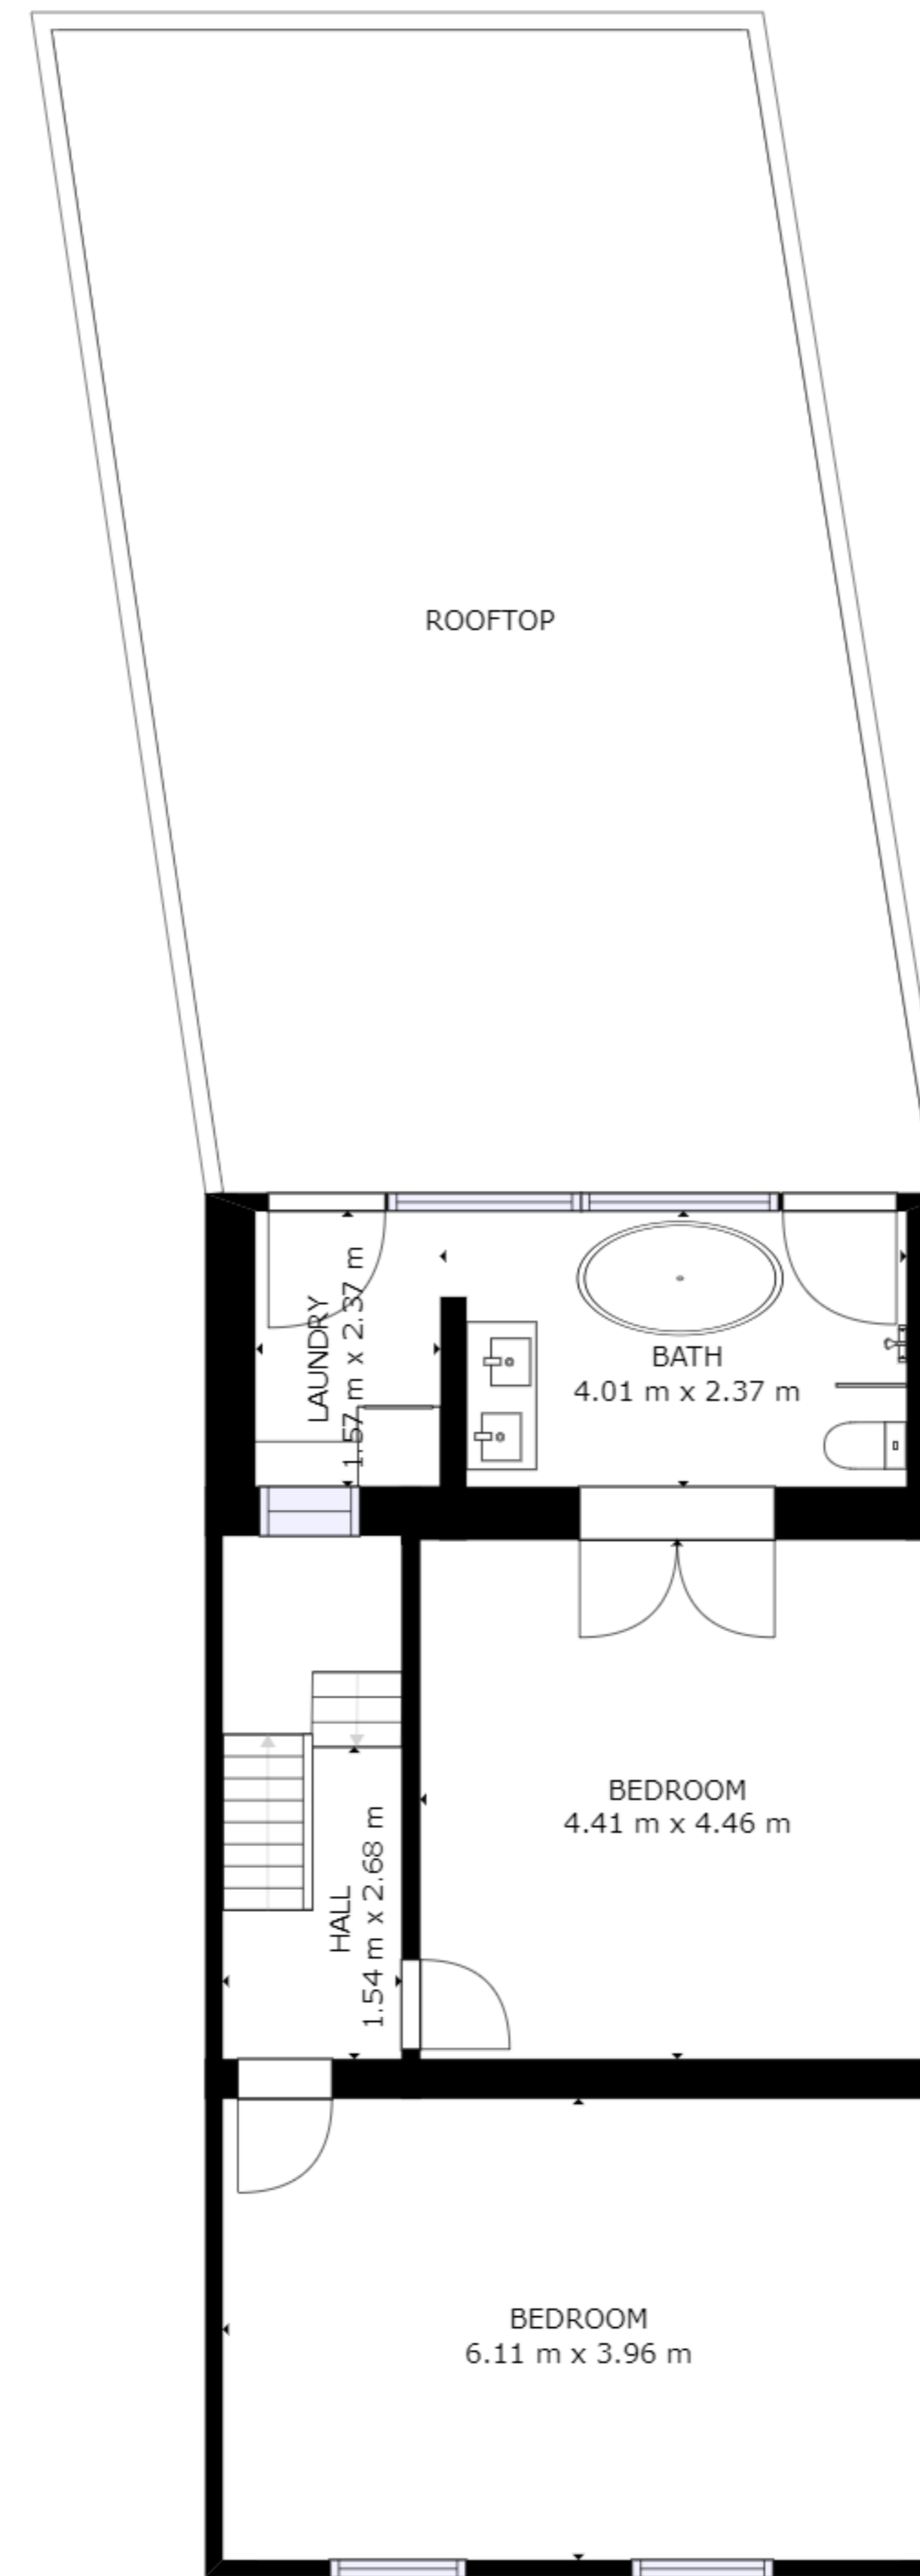 ROOFTOP
LAUNDRY
1.57 m x 2.37 m
BATH
4.01 m x 2.37 m
BEDROOM
4.41 m x 4.46 m
HALL
1.54 m x 2.68 m
BEDROOM
6.11 m x 3.96 m